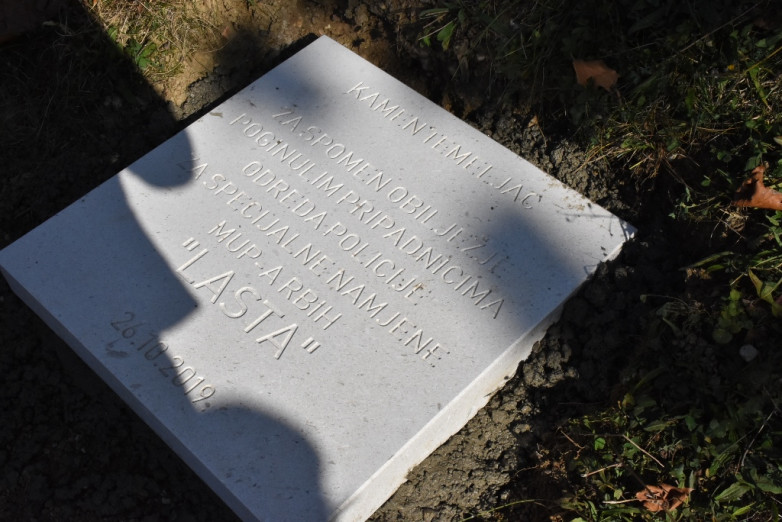 KAMEN TEMELJAC
ZA SPOMEN OBILJEŽJE
POGINULIM PRIPADNICIMA
ODREDA POLICIJE
ZA SPECIJALNE NAMJENE
MUP-A RBIH
"LASTA"
26.10.2019.